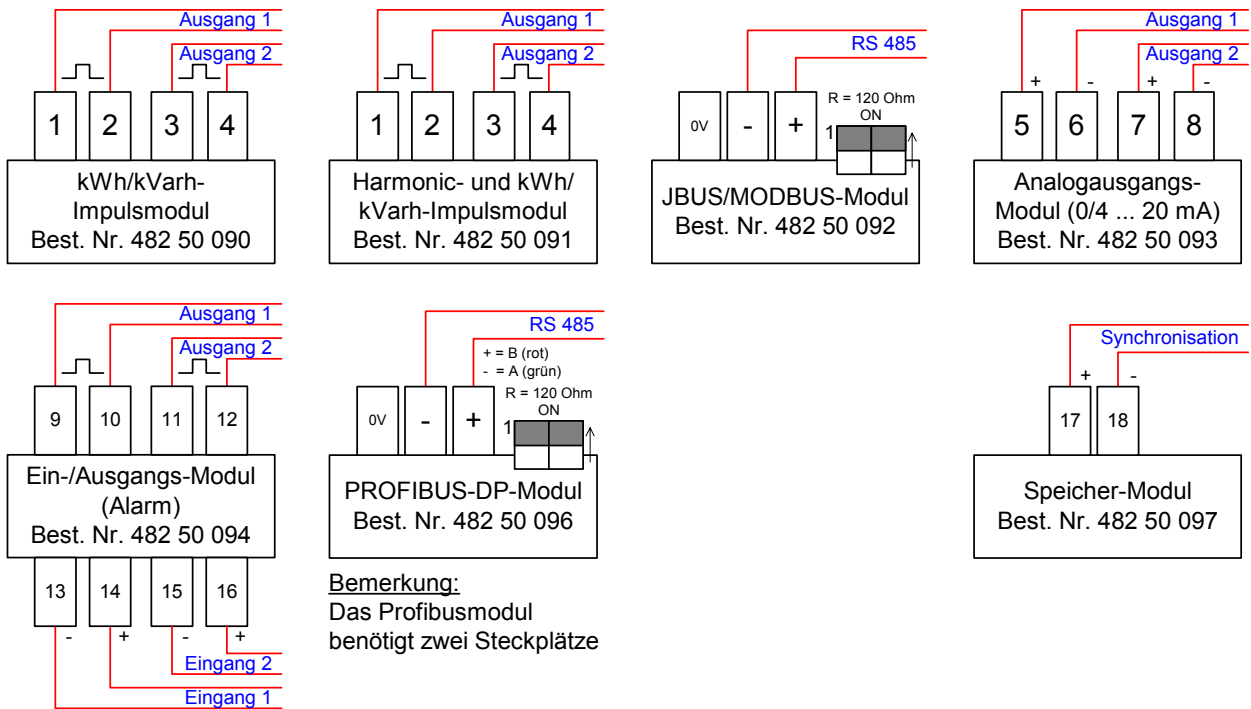 Ausgang 1
Ausgang 2
1 2 3 4
kWh/kVarh-
Impulsmodul
Best. Nr. 482 50 090
Ausgang 1
Ausgang 2
1 2 3 4
Harmonic- und kWh/
kVarh-Impulsmodul
Best. Nr. 482 50 091
RS 485
R = 120 Ohm
ON
0V - + 1
JBUS/MODBUS-Modul
Best. Nr. 482 50 092
Ausgang 1
Ausgang 2
+ - + -
5 6 7 8
Analogausgangs-
Modul (0/4 ... 20 mA)
Best. Nr. 482 50 093
Ausgang 1
Ausgang 2
9 10 11 12
Ein-/Ausgangs-Modul
(Alarm)
Best. Nr. 482 50 094
13 14 15 16
- + - +
Eingang 2
Eingang 1
RS 485
+ = B (rot)
- = A (grün)
R = 120 Ohm
ON
0V - + 1
PROFIBUS-DP-Modul
Best. Nr. 482 50 096
Bemerkung:
Das Profibusmodul
benötigt zwei Steckplätze
Synchronisation
+ -
17 18
Speicher-Modul
Best. Nr. 482 50 097